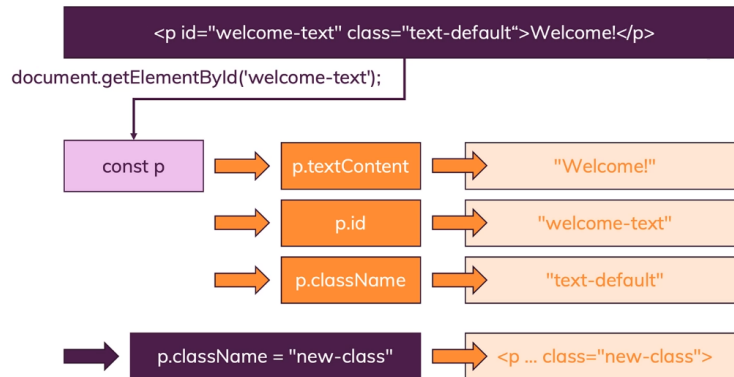 <p id="welcome-text" class="text-default“>Welcome!</p>
document.getElementById('welcome-text');
const p
p.textContent
"Welcome!"
p.id
"welcome-text"
p.className
"text-default"
p.className = "new-class"
<p ... class="new-class">